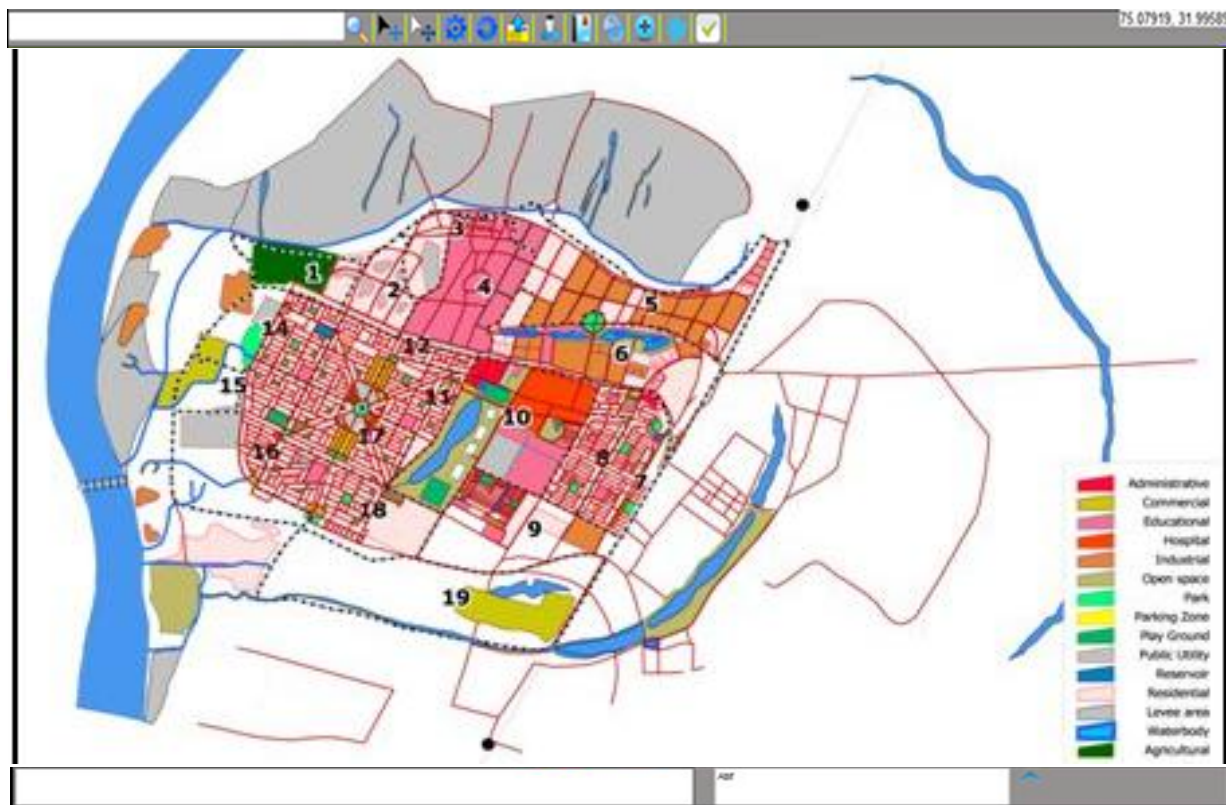 75.07919, 31.99585
3
1
2
4
5
14
12
6
15
11
10
17
16
8
7
18
9
19
Administrative
Commercial
Educational
Hospital
Industrial
Open space
Park
Parking Zone
Play Ground
Public Utility
Reservoir
Residential
Levee area
Waterbody
Agricultural